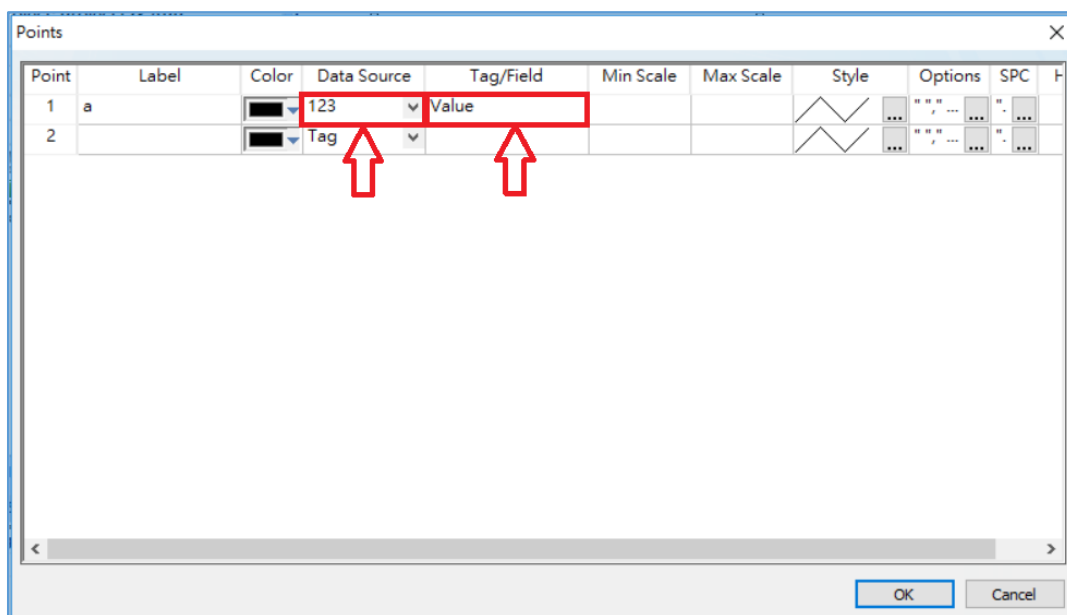 Points
Point Label Color Data Source Tag/Field Min Scale Max Scale Style Options SPC H
1 a 123 Value ... " "," ... ... ". ...
2 Tag ... " "," ... ... ". ...
OK Cancel